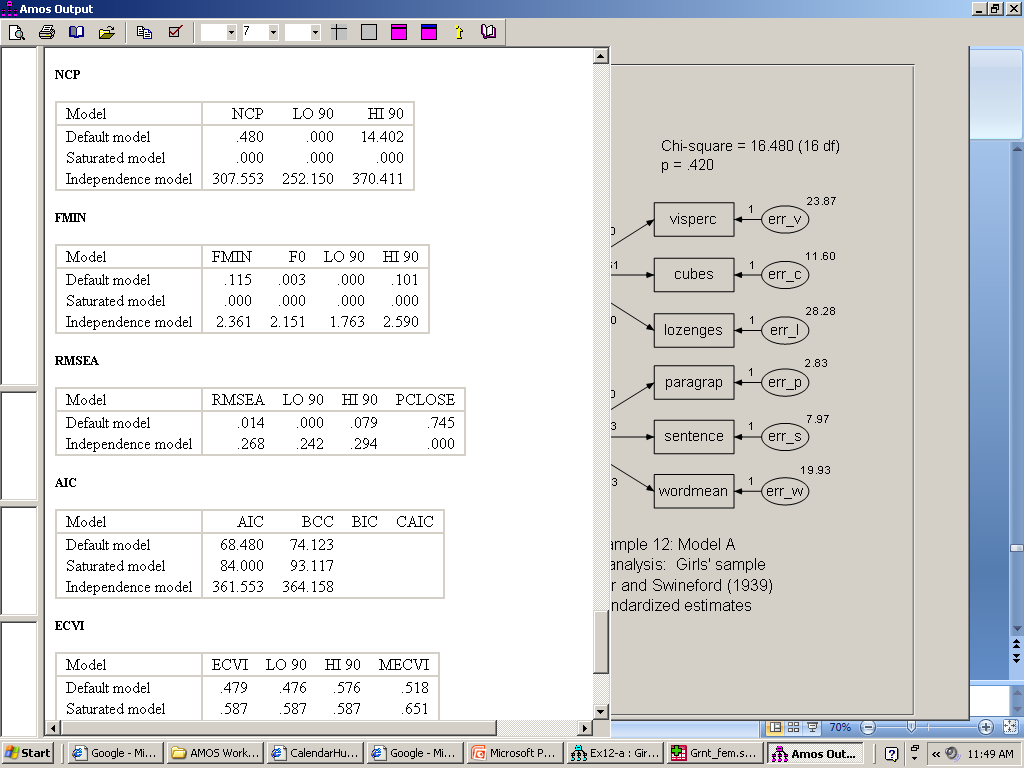 Amos Output
7
NCP
Model NCP LO 90 HI 90
Default model .480 .000 14.402
Saturated model .000 .000 .000
Independence model 307.553 252.150 370.411
FMIN
Model FMIN F0 LO 90 HI 90
Default model .115 .003 .000 .101
Saturated model .000 .000 .000 .000
Independence model 2.361 2.151 1.763 2.590
RMSEA
Model RMSEA LO 90 HI 90 PCLOSE
Default model .014 .000 .079 .745
Independence model .268 .242 .294 .000
AIC
Model AIC BCC BIC CAIC
Default model 68.480 74.123
Saturated model 84.000 93.117
Independence model 361.553 364.158
ECVI
Model ECVI LO 90 HI 90 MECVI
Default model .479 .476 .576 .518
Saturated model .587 .587 .587 .651
Chi-square = 16.480 (16 df)
p = .420
23.87
visperc 1 err_v
11.60
cubes 1 err_c
28.28
lozenges 1 err_l
2.83
paragrap 1 err_p
7.97
3 sentence 1 err_s
19.93
3 wordmean 1 err_w
ample 12: Model A
analysis: Girls' sample
r and Swineford (1939)
ndardized estimates
70%
Start Google - Mi... AMOS Work... CalendarHu... Google - Mi... Microsoft P... Ex12-a : Gir... Grnt_fem.s... Amos Out... 11:49 AM